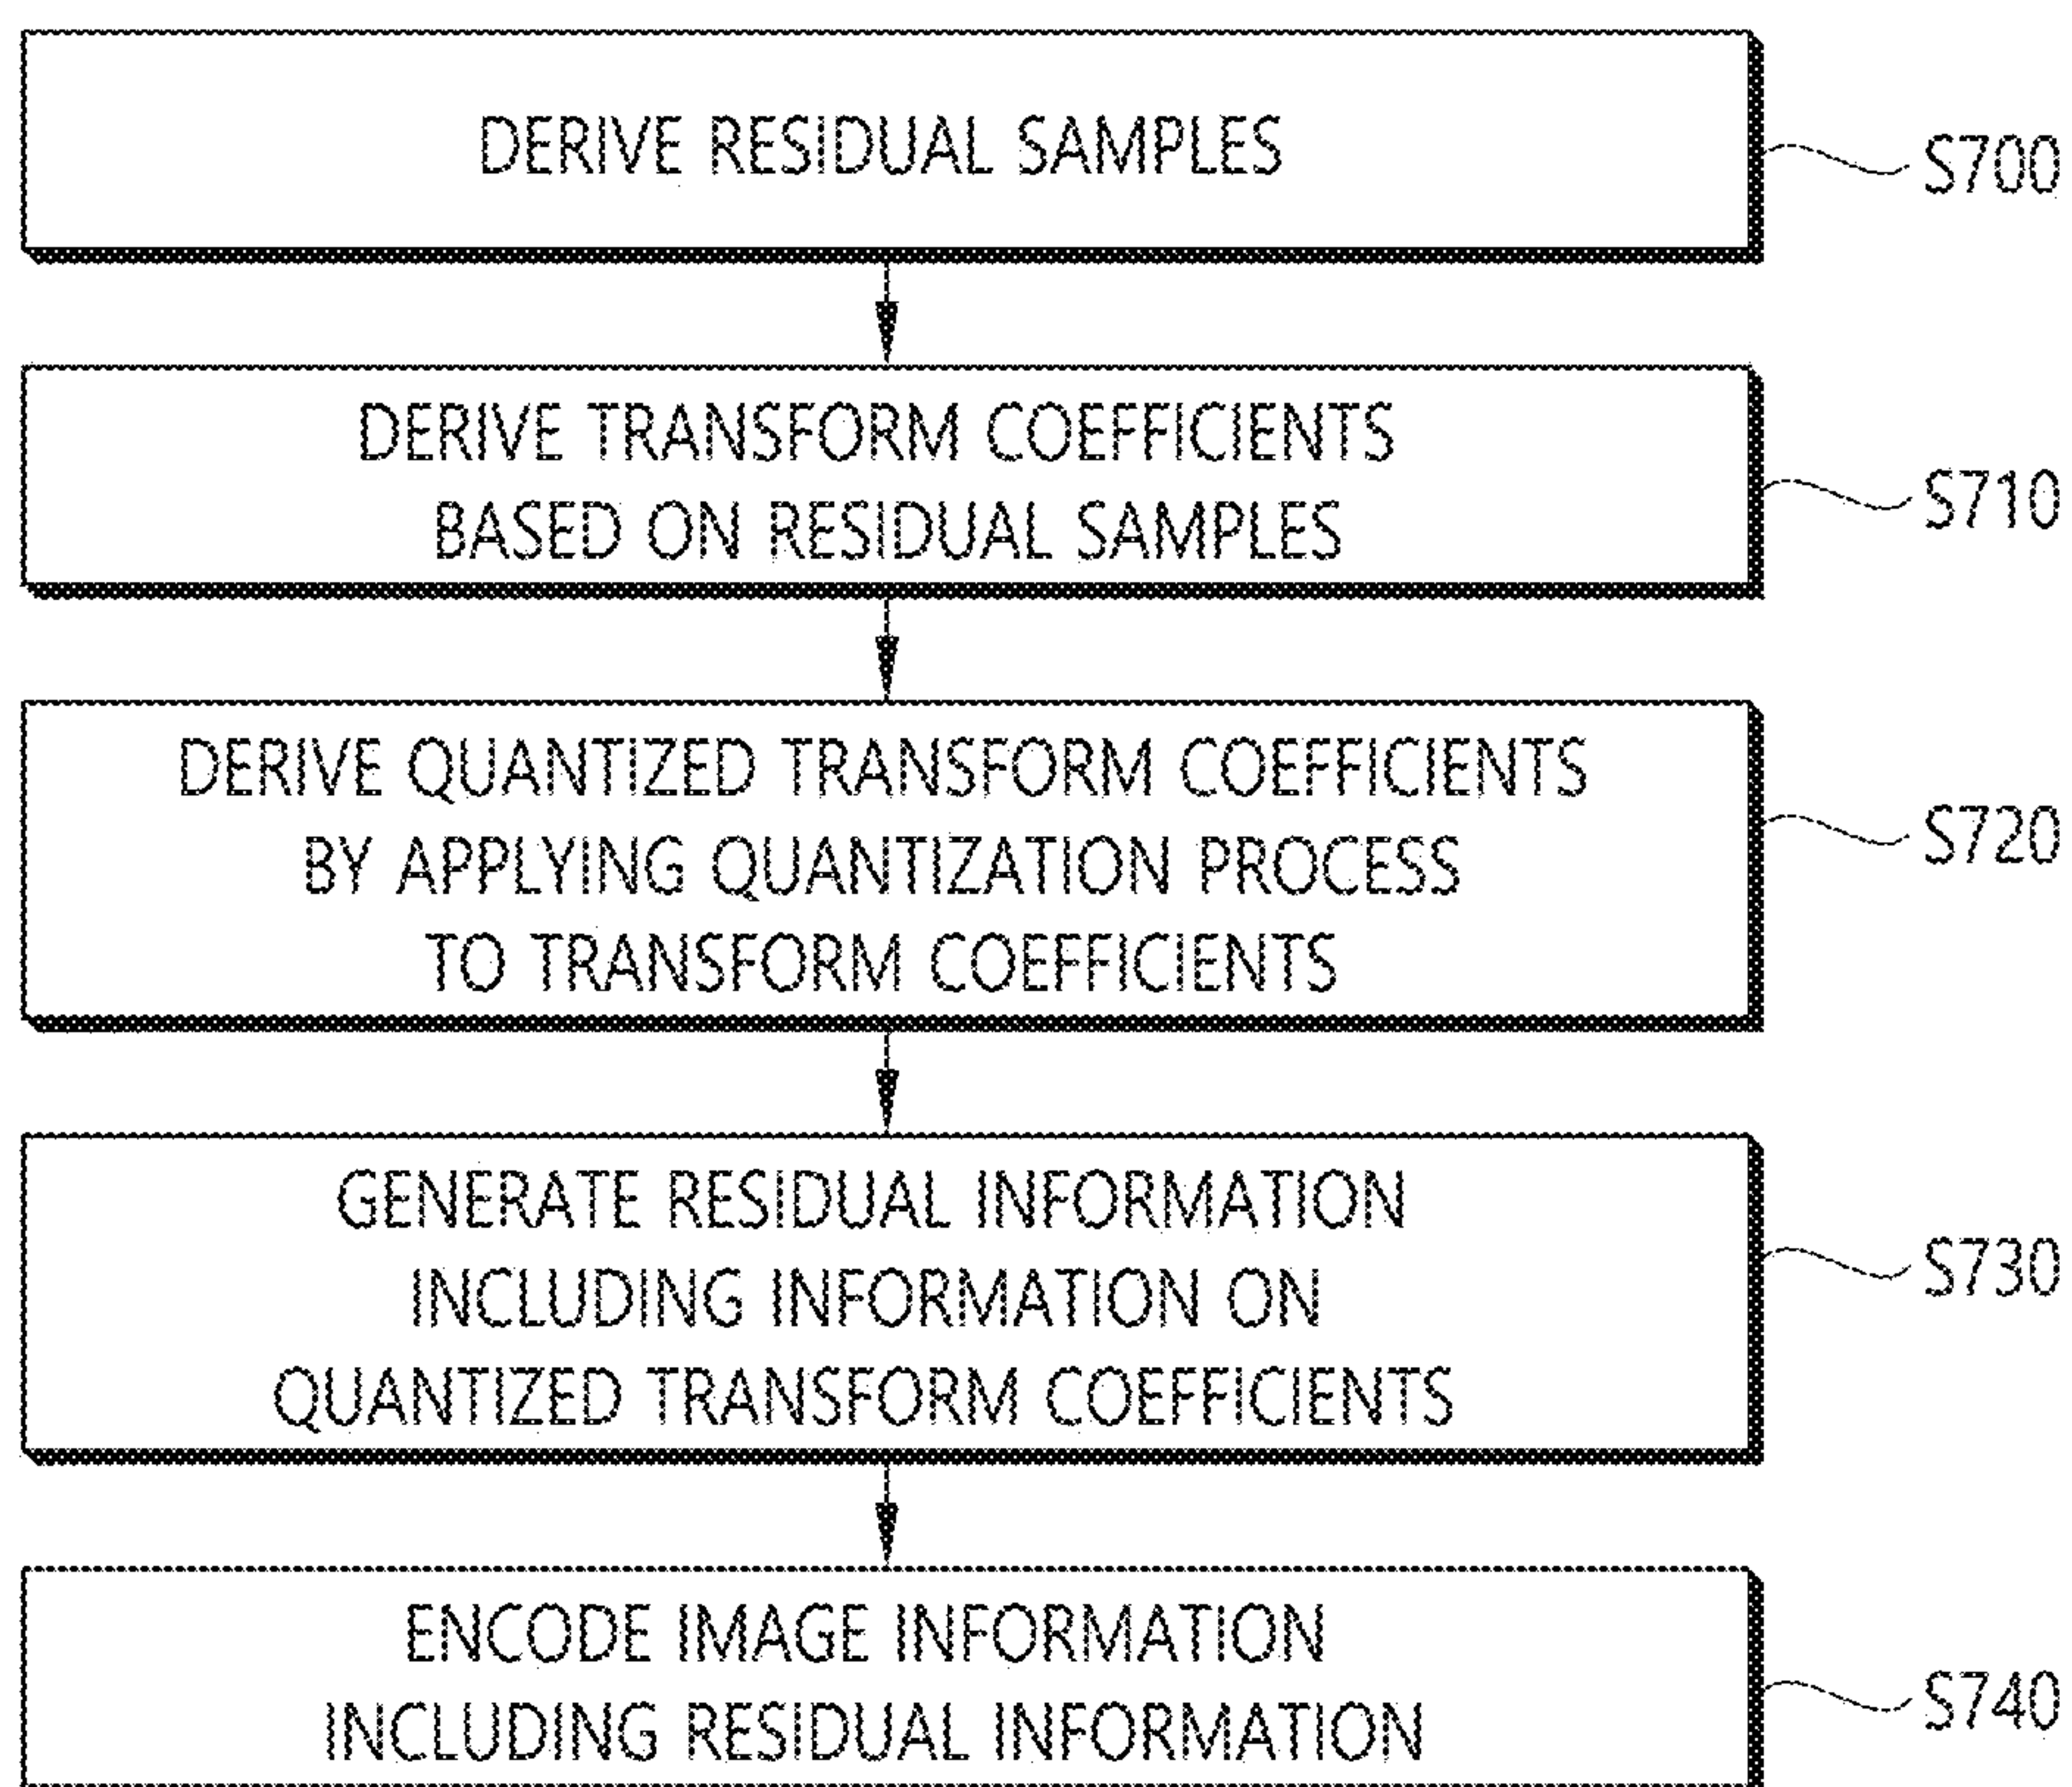 DERIVE RESIDUAL SAMPLES
S700
DERIVE TRANSFORM COEFFICIENTS
BASED ON RESIDUAL SAMPLES
S710
DERIVE QUANTIZED TRANSFORM COEFFICIENTS
BY APPLYING QUANTIZATION PROCESS
TO TRANSFORM COEFFICIENTS
S720
GENERATE RESIDUAL INFORMATION
INCLUDING INFORMATION ON
QUANTIZED TRANSFORM COEFFICIENTS
S730
ENCODE IMAGE INFORMATION
INCLUDING RESIDUAL INFORMATION
S740